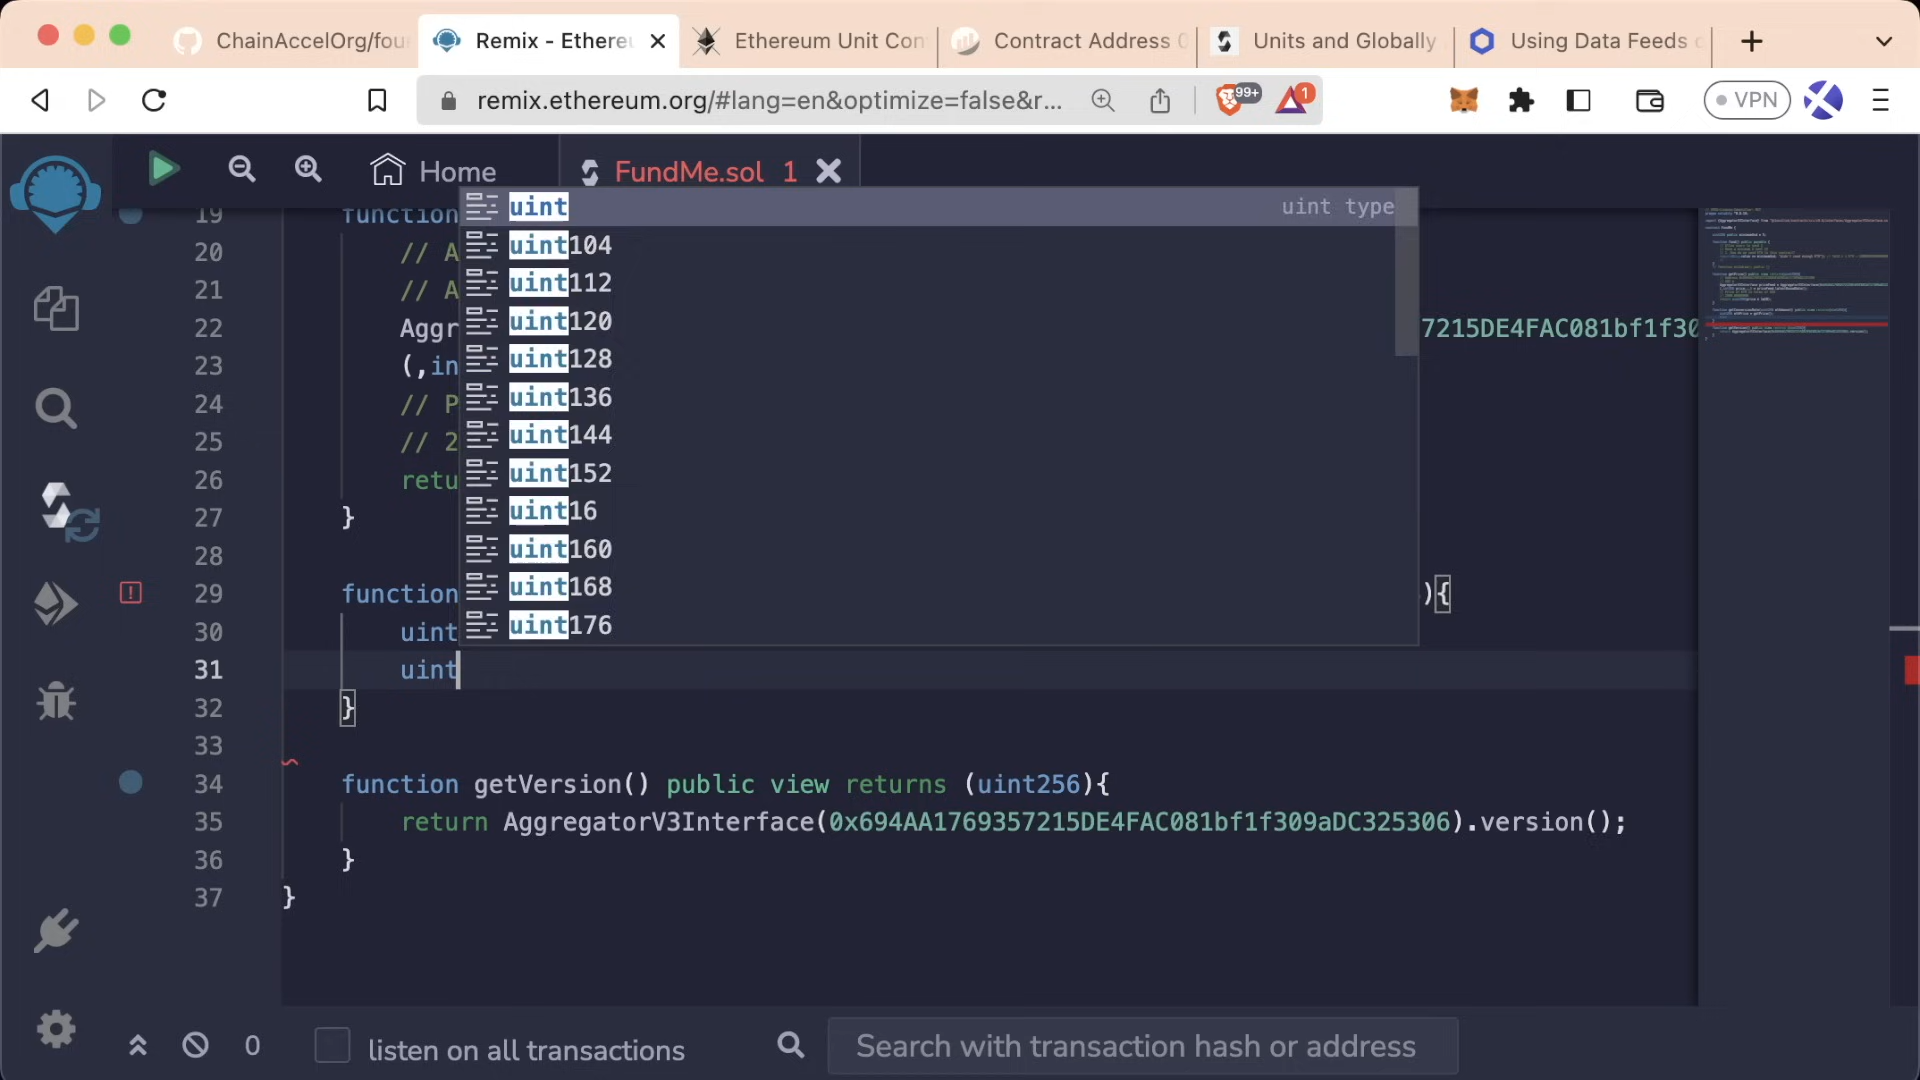 ChainAccelOrg/fou
Remix - Ethere
Ethereum Unit Con
Contract Address 0
Units and Globally
Using Data Feeds
remix.ethereum.org/#lang=en&optimize=false&r...
99+
1
VPN
Home
FundMe.sol 1
19 function
20 // A
21 // A
22 Aggr 7215DE4FAC081bf1f30
23 (,in
24 // P
25 // 2
26 retu
27 }
28
29 function ){
30 uint
31 uint
32 }
33
34 function getVersion() public view returns (uint256){
35 return AggregatorV3Interface(0x694AA1769357215DE4FAC081bf1f309aDC325306).version();
36 }
37 }
uint uint type
uint104
uint112
uint120
uint128
uint136
uint144
uint152
uint16
uint160
uint168
uint176
0
listen on all transactions
Search with transaction hash or address